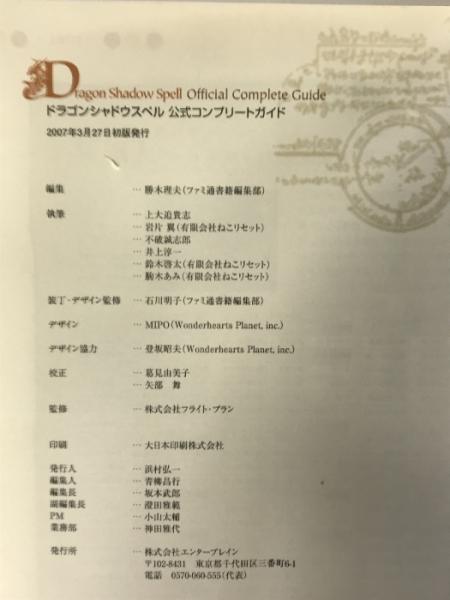 Dragon Shadow Spell Official Complete Guide
ドラゴンシャドウスペル 公式コンプリートガイド
2007年3月27日初版発行
編集 … 勝木理夫(ファミ通書籍編集部)
執筆 … 上大迫貴志
… 岩片 翼(有限会社ねこリセット)
… 不破誠志郎
… 井上淳一
… 鈴木啓太(有限会社ねこリセット)
… 駒木あみ(有限会社ねこリセット)
装丁・デザイン監修 … 石川明子(ファミ通書籍編集部)
デザイン … MIPO(Wonderhearts Planet, inc.)
デザイン協力 … 登坂昭夫(Wonderhearts Planet, inc.)
校正 … 葛見由美子
… 矢部 舞
監修 … 株式会社フライト・プラン
印刷 … 大日本印刷株式会社
発行人 … 浜村弘一
編集人 … 青柳昌行
編集長 … 坂本武郎
副編集長 … 澄田雅範
PM … 小山太輔
業務部 … 神田雅代
発行所 … 株式会社エンターブレイン
〒102-8431 東京都千代田区三番町6-1
電話 0570-060-555(代表)